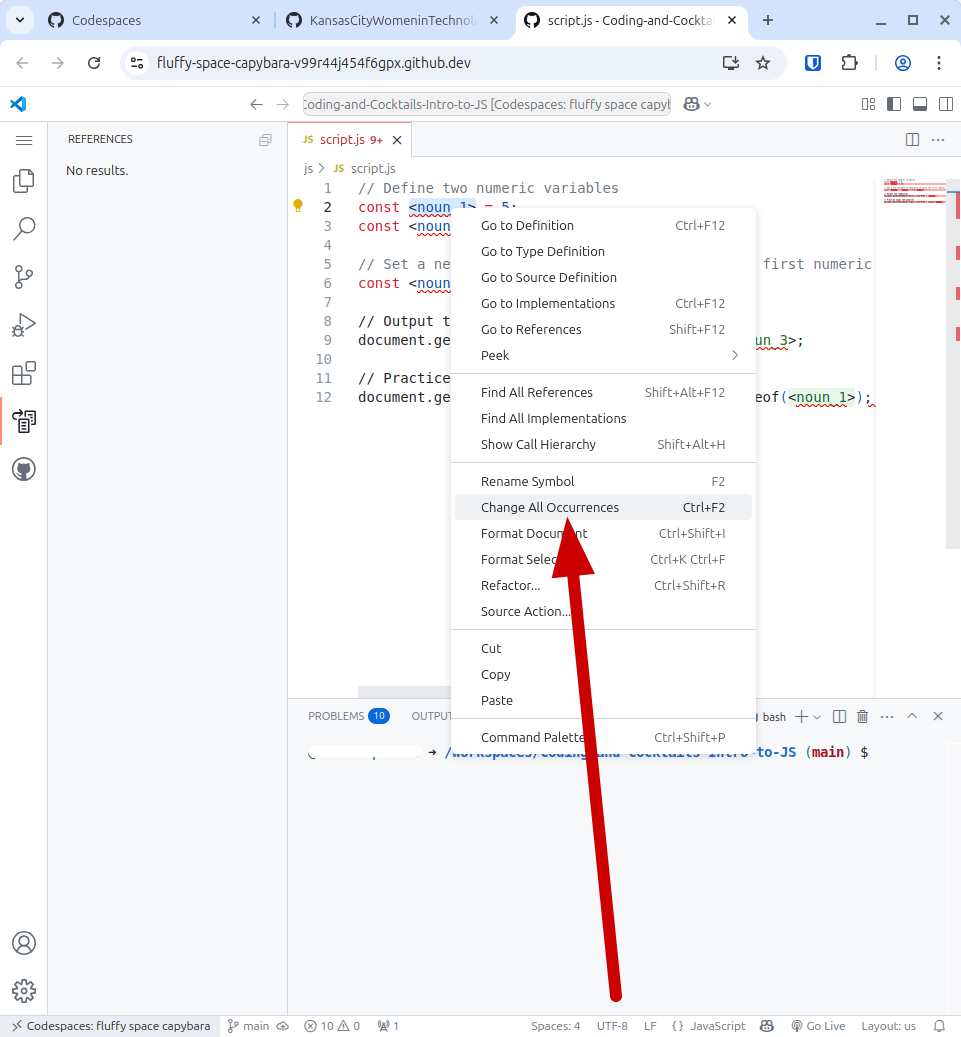 Codespaces
KansasCityWomeninTechnol
script.js - Coding-and-Cockta
fluffy-space-capybara-v99r44j454f6gpx.github.dev
Coding-and-Cocktails-Intro-to-JS [Codespaces: fluffy space capyb
REFERENCES
No results.
JS script.js 9+
js > JS script.js
1 // Define two numeric variables
2 const <noun_1> = 5;
3 const <noun
4
5 // Set a ne first numeric
6 const <noun
7
8 // Output t
9 document.ge un_3>;
10
11 // Practice
12 document.ge eof(<noun_1>);
Go to Definition Ctrl+F12
Go to Type Definition
Go to Source Definition
Go to Implementations Ctrl+F12
Go to References Shift+F12
Peek
Find All References Shift+Alt+F12
Find All Implementations
Show Call Hierarchy Shift+Alt+H
Rename Symbol F2
Change All Occurrences Ctrl+F2
Format Document Ctrl+Shift+I
Format Selec Ctrl+K Ctrl+F
Refactor... Ctrl+Shift+R
Source Action...
Cut
Copy
Paste
Command Palette Ctrl+Shift+P
PROBLEMS 10 OUTPU bash
→ /workspaces/Coding-and-Cocktails-Intro-to-JS (main) $
Codespaces: fluffy space capybara main 10 0 1 Spaces: 4 UTF-8 LF {} JavaScript Go Live Layout: us